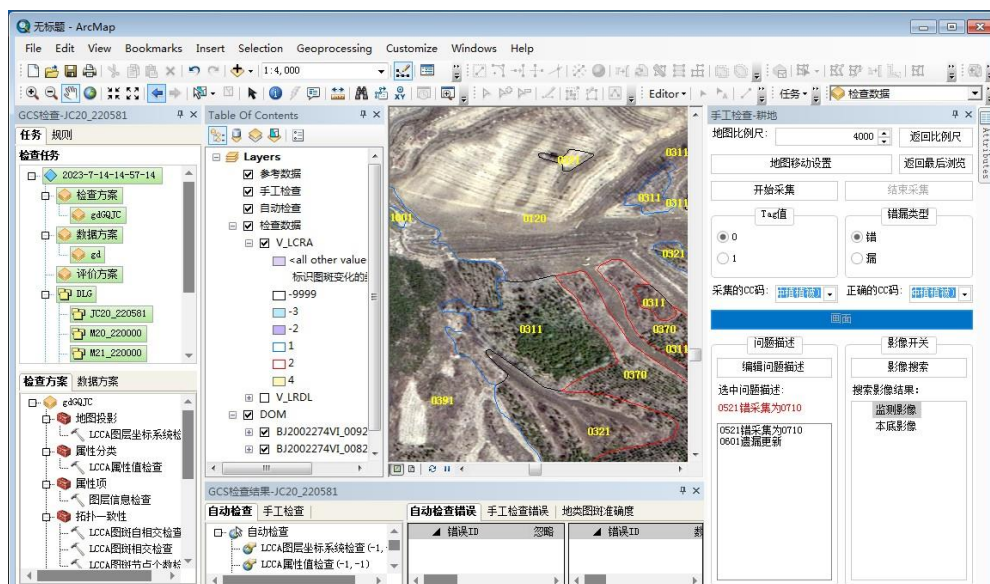 无标题 - ArcMap
File Edit View Bookmarks Insert Selection Geoprocessing Customize Windows Help
1:4,000
Editor
任务
检查数据
GCS检查-JC20_220581
任务 规则
检查任务
2023-7-14-14-57-14
检查方案
gdGQJC
数据方案
gd
评价方案
DLG
JC20_220581
M20_220000
M21_220000
检查方案 数据方案
gdGQJC
地图投影
LCCA图层坐标系统检
属性分类
LCCA属性值检查
属性项
图层信息检查
拓扑一致性
LCCA图斑自相交检查
LCCA图斑相交检查
LCCA图斑节点个数检
Table Of Contents
Layers
参考数据
手工检查
自动检查
检查数据
V_LCRA
<all other value
标识图斑变化的
-9999
-3
-2
1
2
4
V_LRDL
DOM
BJ2002274VI_0092
BJ2002274VI_0082
0311
0311
0311
1001
0120
0321
0311
0311
0370
0311
0370
0391
0321
GCS检查结果-JC20_220581
自动检查 手工检查
自动检查
LCCA图层坐标系统检查(-1,
LCCA属性值检查(-1,-1)
自动检查错误 手工检查错误 地类图斑准确度
错误ID 忽略 错误ID
手工检查-耕地
地图比例尺: 4000 返回比例尺
地图移动设置 返回最后浏览
开始采集 结束采集
Tag值 错漏类型
0 错
1 漏
采集的CC码: 正确的CC码:
画面
问题描述 影像开关
编辑问题描述 影像搜索
选中问题描述: 搜索影像结果:
0521错采集为0710 监测影像
本底影像
0521错采集为0710
0601遗漏更新
Attributes